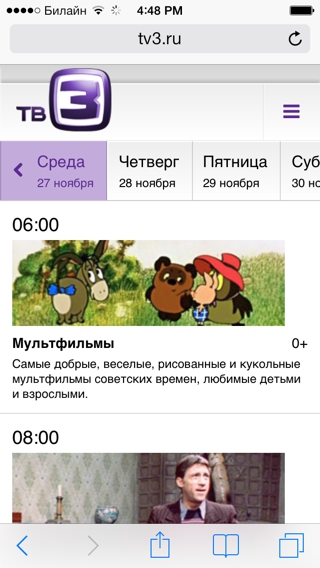 Билайн 4:48 PM
tv3.ru
ТВ 3
Среда Четверг Пятница Суб
27 ноября 28 ноября 29 ноября 30 но
06:00
Мультфильмы 0+
Самые добрые, веселые, рисованные и кукольные
мультфильмы советских времен, любимые детьми
и взрослыми.
08:00